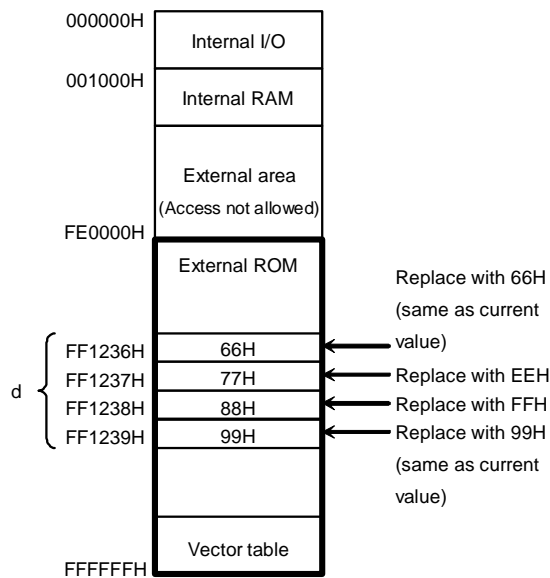 000000H
Internal I/O
001000H
Internal RAM
External area
(Access not allowed)
FE0000H
External ROM
Replace with 66H
(same as current
value)
d
FF1236H
66H
FF1237H
77H
Replace with EEH
FF1238H
88H
Replace with FFH
FF1239H
99H
Replace with 99H
(same as current
value)
Vector table
FFFFFFH